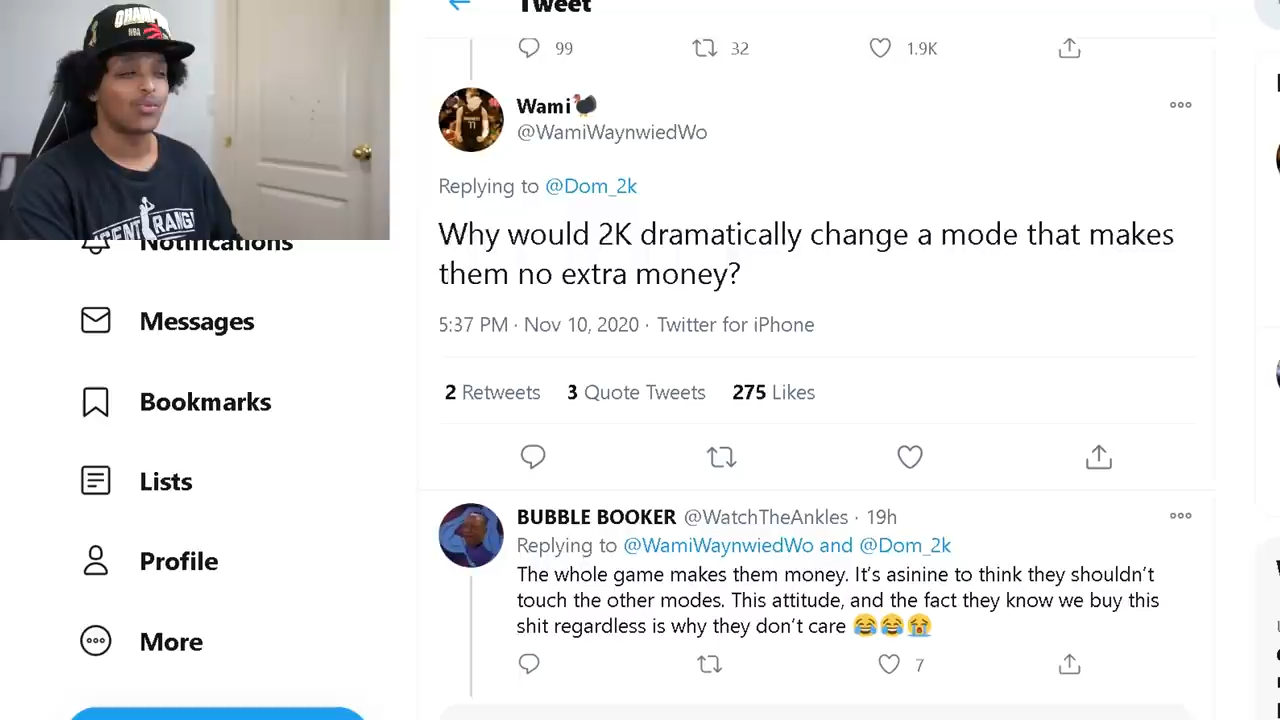 Tweet
99 32 1.9K
Wami
@WamiWaynwiedWo
Replying to @Dom_2k
Why would 2K dramatically change a mode that makes
them no extra money?
5:37 PM · Nov 10, 2020 · Twitter for iPhone
2 Retweets 3 Quote Tweets 275 Likes
BUBBLE BOOKER @WatchTheAnkles · 19h
Replying to @WamiWaynwiedWo and @Dom_2k
The whole game makes them money. It's asinine to think they shouldn't
touch the other modes. This attitude, and the fact they know we buy this
shit regardless is why they don't care 😂😂😭
7
Notifications
Messages
Bookmarks
Lists
Profile
More
NBA
11